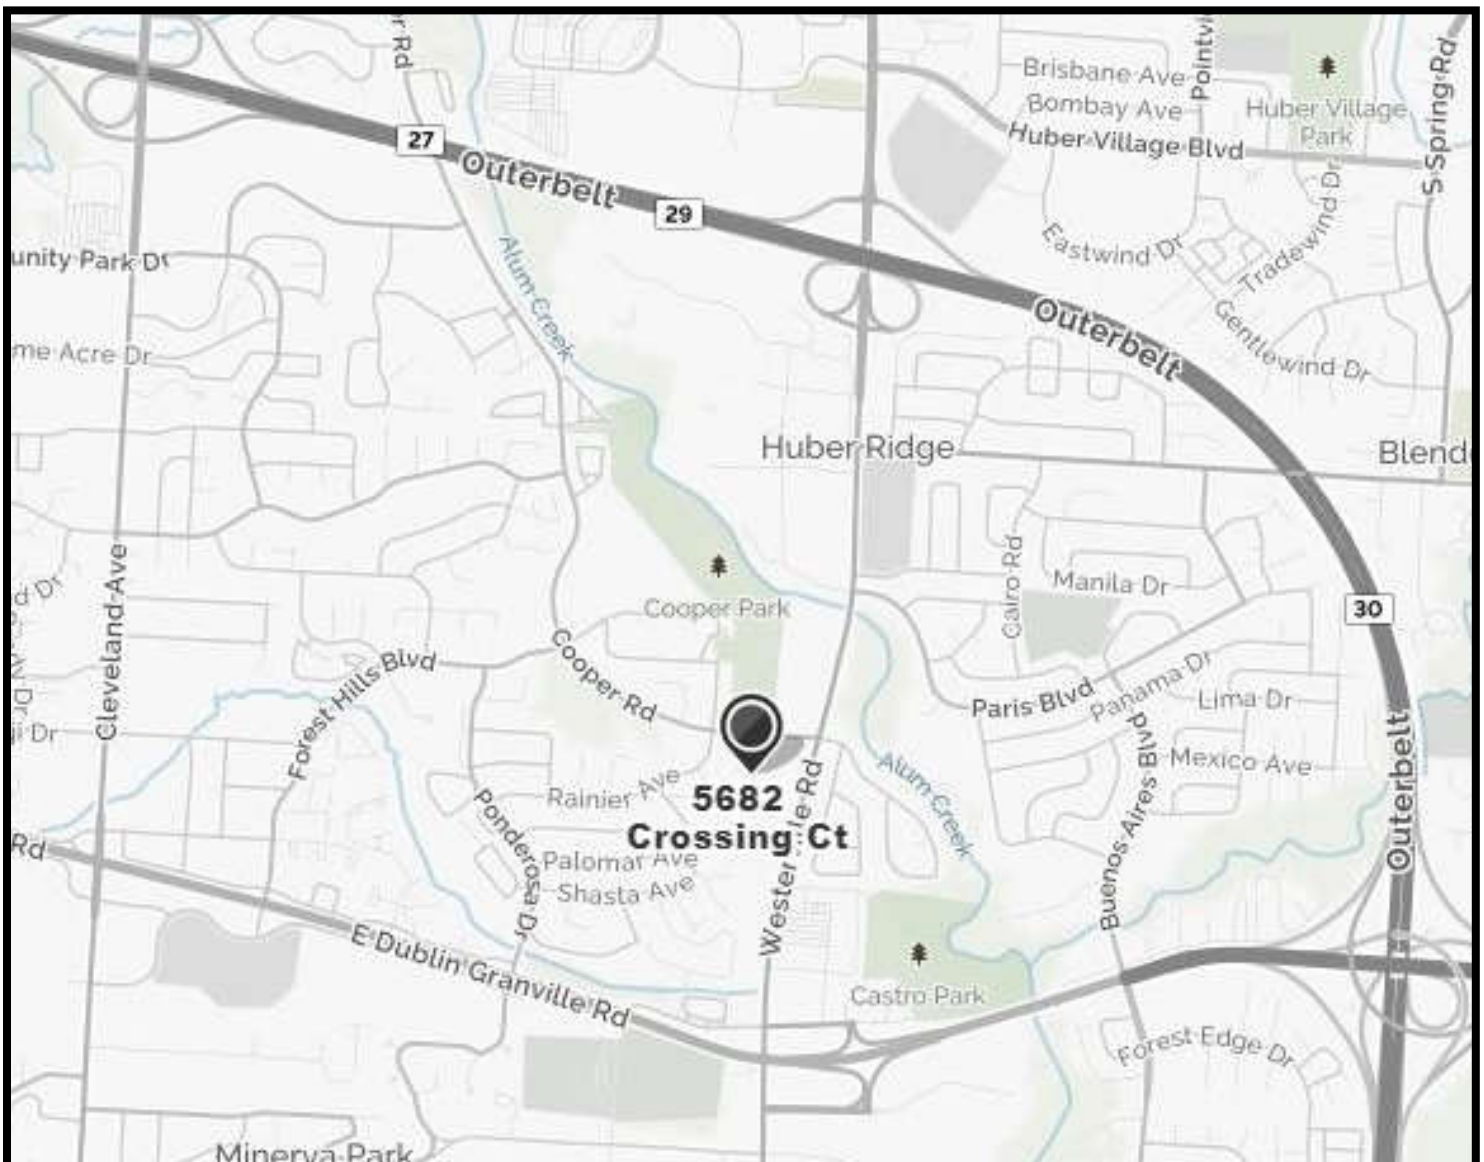 r Rd
27
Outerbelt
29
Brisbane Ave
Bombay Ave
Huber Village Blvd
Huber Village
Park
S Spring Rd
Tradewind Dr
Eastwind Dr
Gentlewind Dr
unity Park Dr
Alum Creek
Outerbelt
me Acre Dr
Huber Ridge
Blend
Cleveland Ave
d Dr
Cooper Park
Cairo Rd
Manila Dr
30
Forest Hills Blvd
Cooper Rd
Paris Blvd
Panama Dr
Lima Dr
ji Dr
Mexico Ave
Buenos Aires Blvd
Outerbelt
Alum Creek
Rainier Ave
5682
Crossing Ct
Ponderosa Dr
Palomar Ave
Shasta Ave
Rd
E Dublin Granville Rd
Castro Park
Forest Edge Dr
Minerva Park